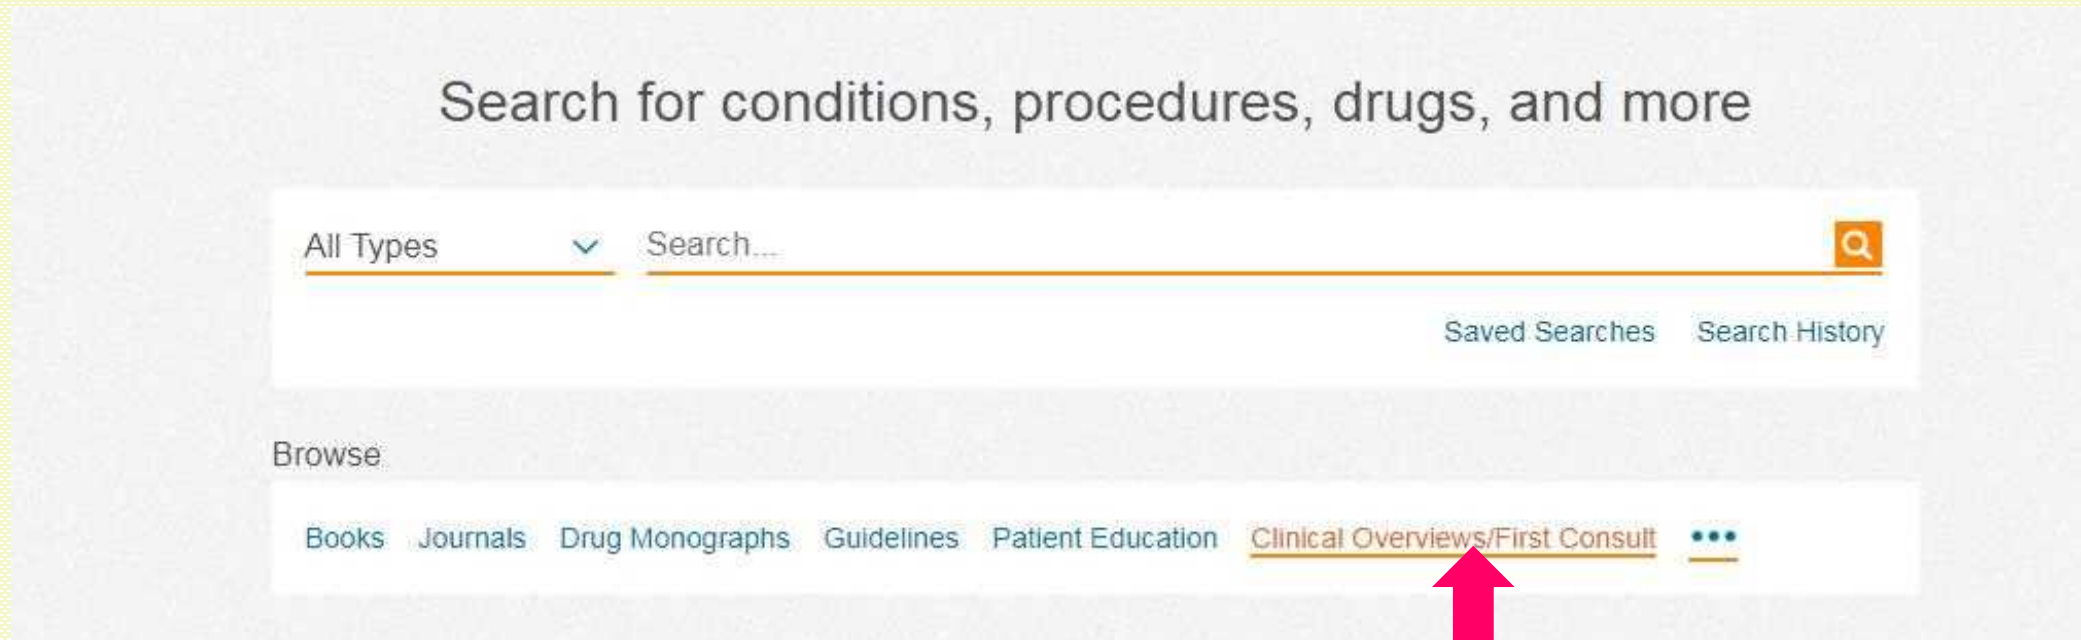 Search for conditions, procedures, drugs, and more
All Types Search...
Saved Searches Search History
Browse
Books Journals Drug Monographs Guidelines Patient Education Clinical Overviews/First Consult •••